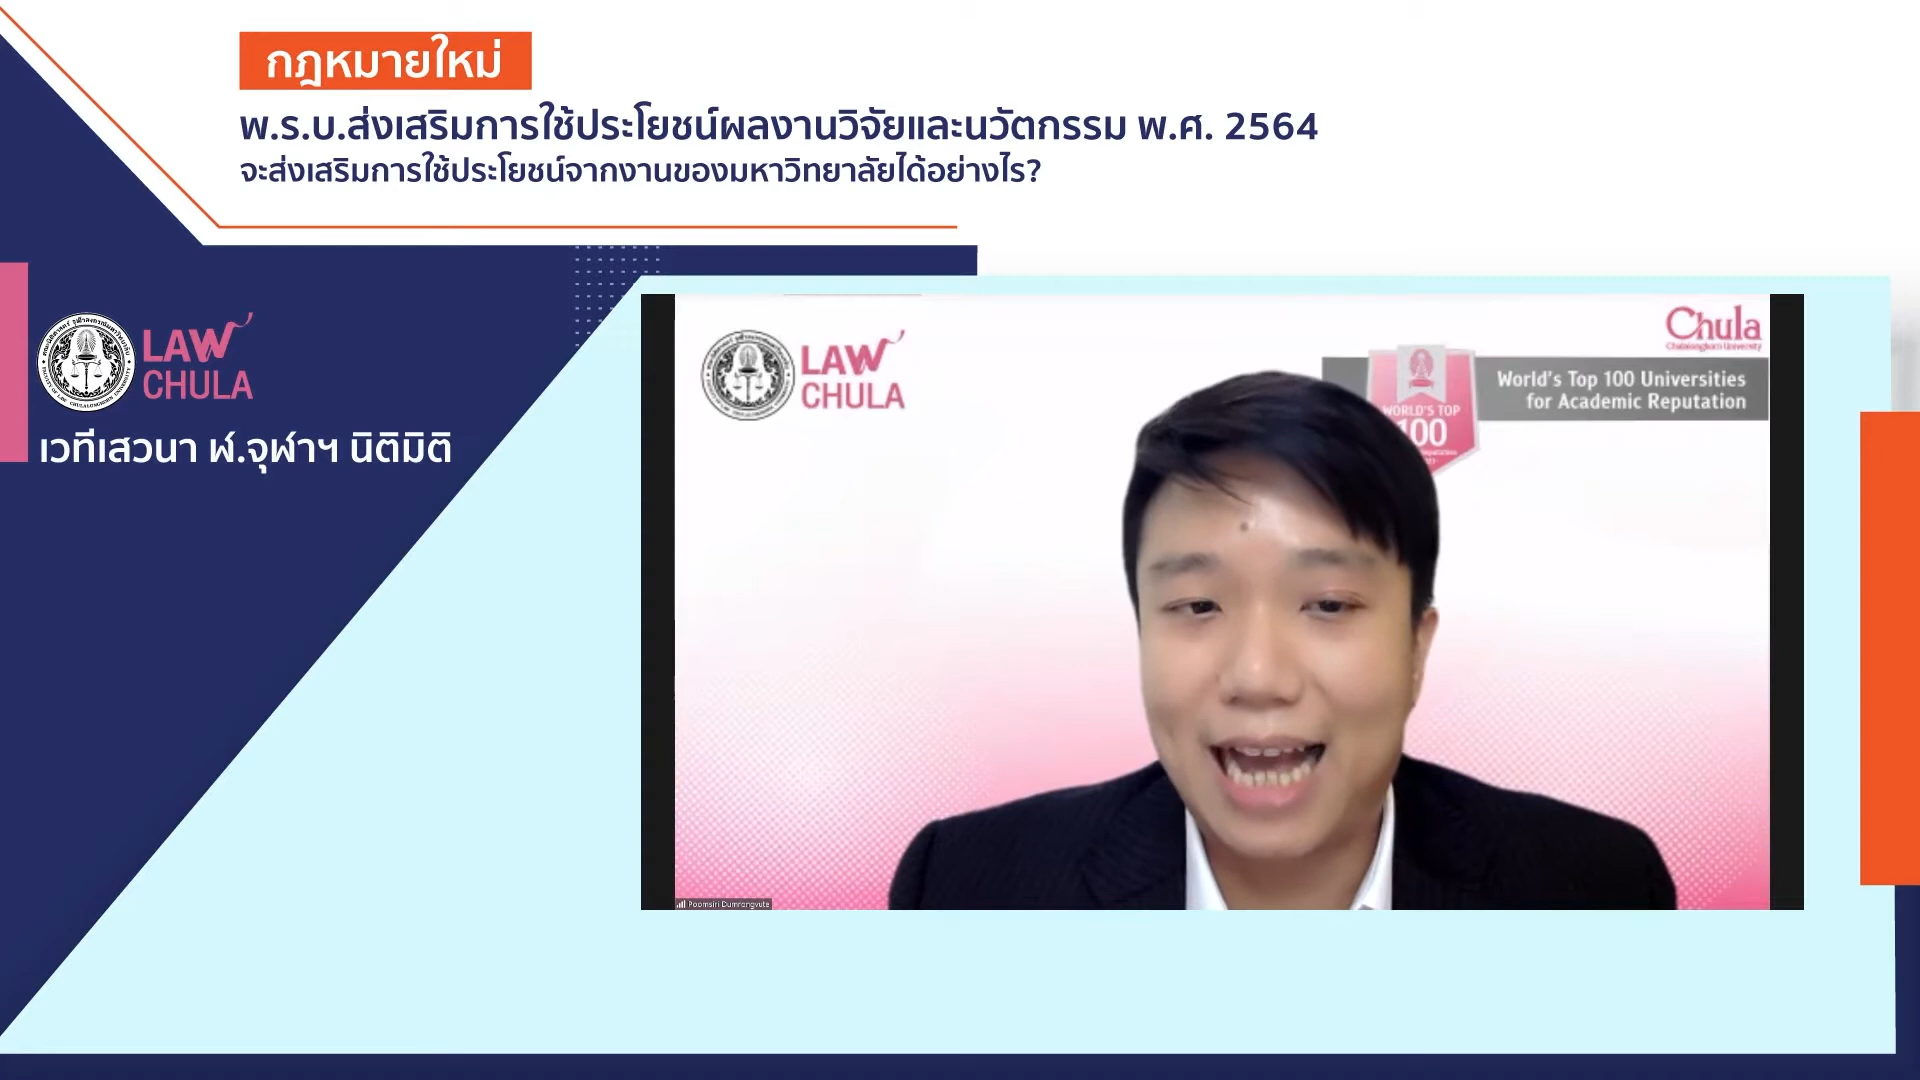 กฎหมายใหม่
พ.ร.บ.ส่งเสริมการใช้ประโยชน์ผลงานวิจัยและนวัตกรรม พ.ศ. 2564
จะส่งเสริมการใช้ประโยชน์จากงานของมหาวิทยาลัยได้อย่างไร?
LAW
CHULA
เวทีเสวนา ฬ.จุฬาฯ นิติมิติ
LAW
CHULA
Chula
Chulalongkorn University
WORLD'S TOP
100
World's Top 100 Universities
for Academic Reputation
Poomsiri Dumrongvute